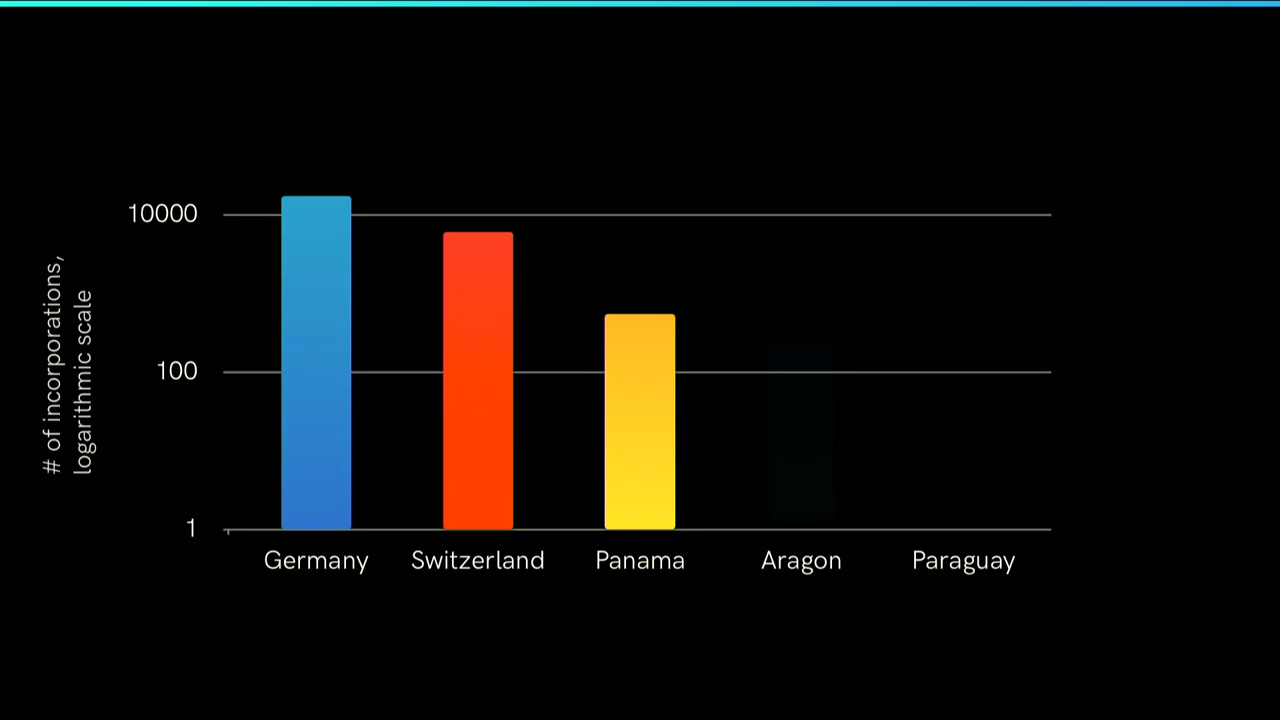 # of incorporations,
logarithmic scale
10000
100
1
Germany
Switzerland
Panama
Aragon
Paraguay